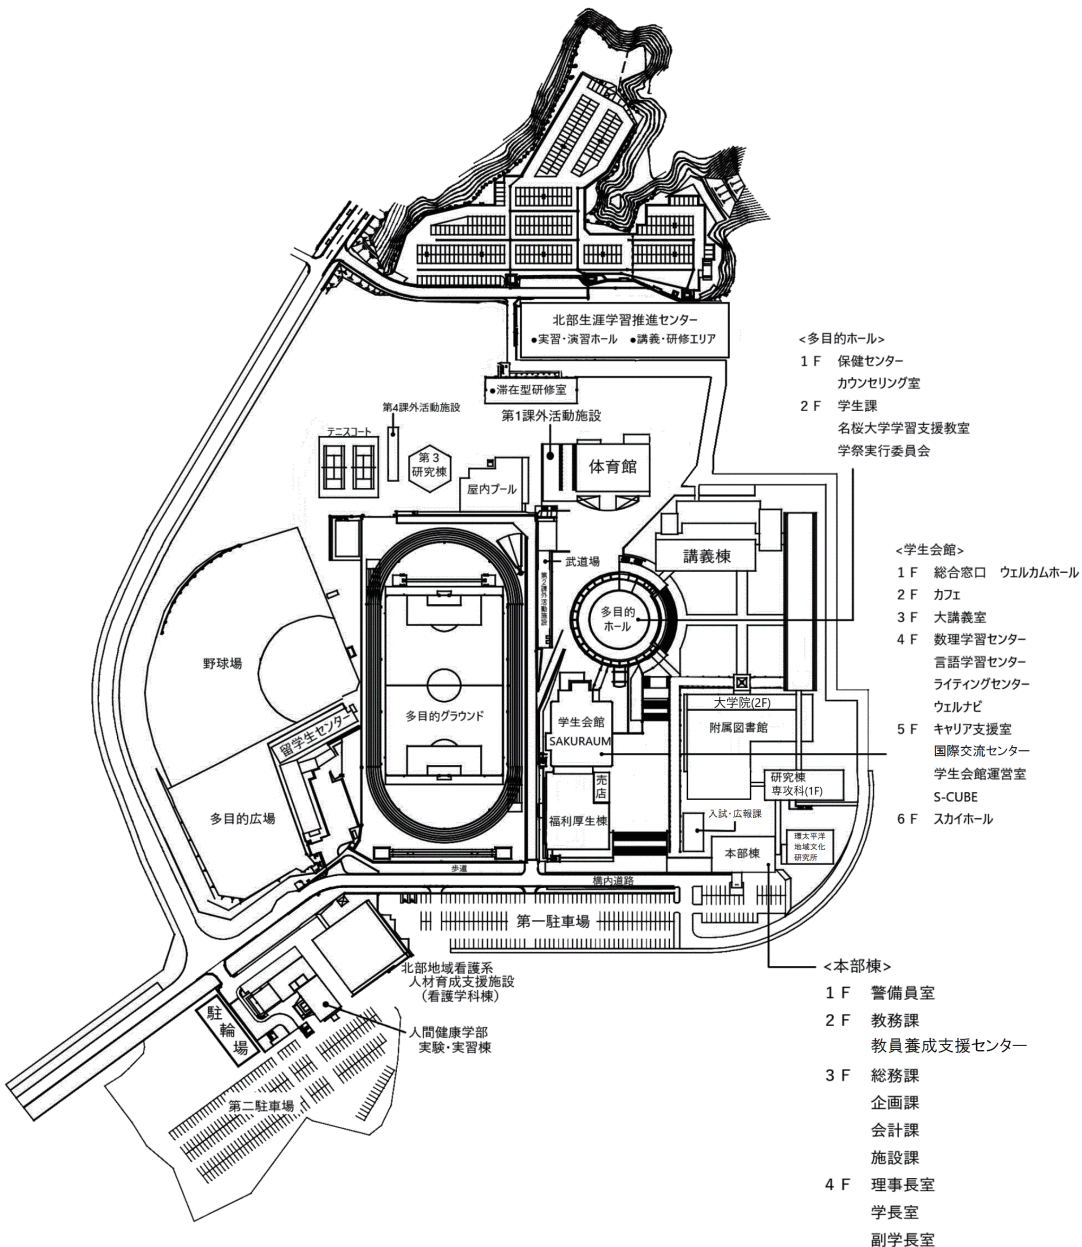 北部生涯学習推進センター
●実習・演習ホール ●講義・研修エリア
●滞在型研修室
第1課外活動施設
第4課外活動施設
テニスコート
第3
研究棟
屋内プール
体育館
<多目的ホール>
1F 保健センター
カウンセリング室
2F 学生課
名桜大学学習支援教室
学祭実行委員会
講義棟
武道場
第2課外活動施設
多目的
ホール
<学生会館>
1F 総合窓口 ウェルカムホール
2F カフェ
3F 大講義室
4F 数理学習センター
言語学習センター
ライティングセンター
ウェルナビ
5F キャリア支援室
国際交流センター
学生会館運営室
S-CUBE
6F スカイホール
野球場
多目的グラウンド
留学生センター
多目的広場
学生会館
SAKURAUM
売店
福利厚生棟
大学院(2F)
附属図書館
研究棟
専攻科(1F)
入試・広報課
本部棟
環太平洋
地域文化
研究所
歩道
構内道路
第一駐車場
北部地域看護系
人材育成支援施設
(看護学科棟)
駐輪場
人間健康学部
実験・実習棟
第二駐車場
<本部棟>
1F 警備員室
2F 教務課
教員養成支援センター
3F 総務課
企画課
会計課
施設課
4F 理事長室
学長室
副学長室